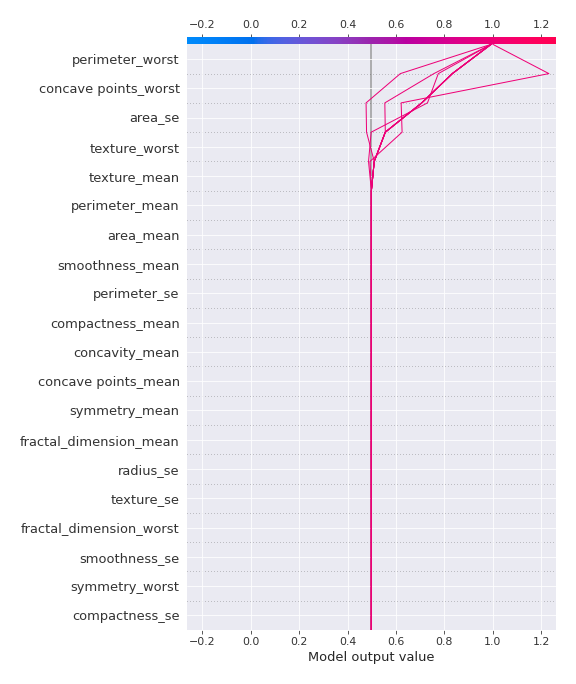 −0.2 0.0 0.2 0.4 0.6 0.8 1.0 1.2
perimeter_worst
concave points_worst
area_se
texture_worst
texture_mean
perimeter_mean
area_mean
smoothness_mean
perimeter_se
compactness_mean
concavity_mean
concave points_mean
symmetry_mean
fractal_dimension_mean
radius_se
texture_se
fractal_dimension_worst
smoothness_se
symmetry_worst
compactness_se
−0.2 0.0 0.2 0.4 0.6 0.8 1.0 1.2
Model output value